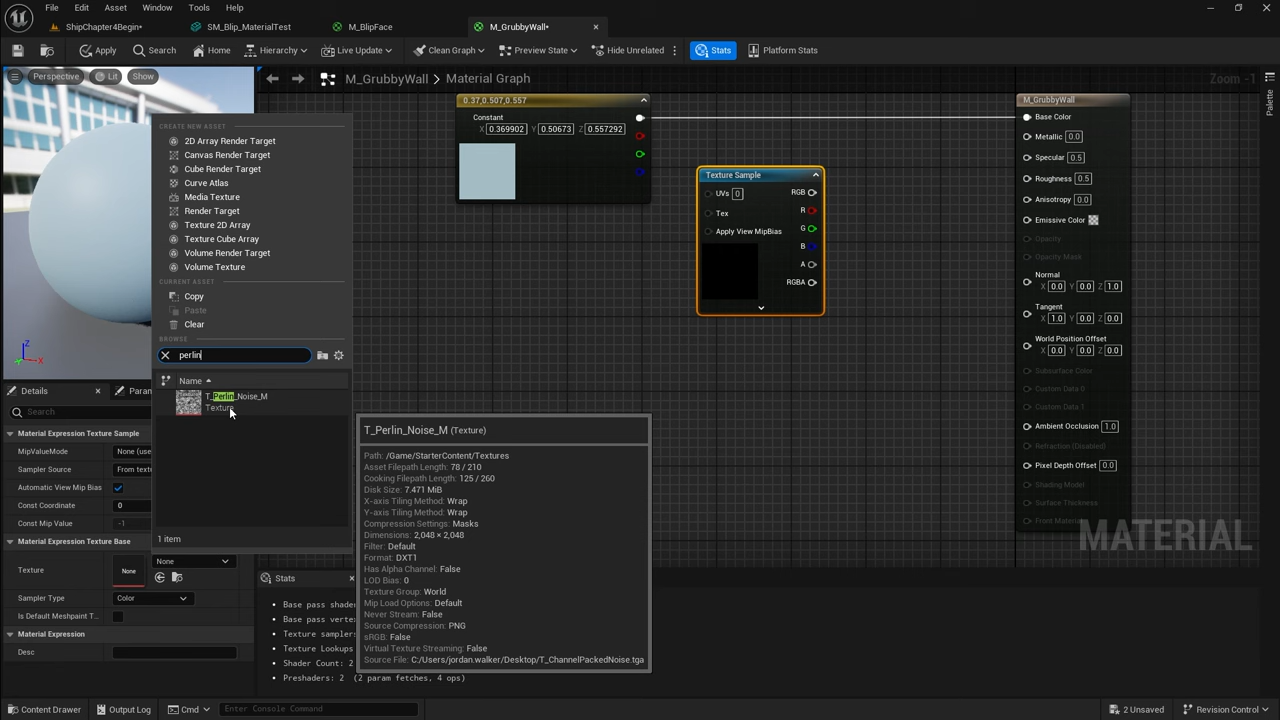 File Edit Asset Window Tools Help
ShipChapter4Begin* SM_Blip_MaterialTest M_BlipFace M_GrubbyWall*
Apply Search Home Hierarchy Live Update Clean Graph Preview State Hide Unrelated Stats Platform Stats
Perspective Lit Show
M_GrubbyWall Material Graph Zoom -1
Palette
CREATE NEW ASSET
2D Array Render Target
Canvas Render Target
Cube Render Target
Curve Atlas
Media Texture
Render Target
Texture 2D Array
Texture Cube Array
Volume Render Target
Volume Texture
CURRENT ASSET
Copy
Paste
Clear
BROWSE
perlin
Name
T_Perlin_Noise_M
Texture
1 item
0.37,0.507,0.557
Constant
X 0.369902 Y 0.50673 Z 0.557292
Texture Sample
UVs 0 RGB
Tex R
G
Apply View MipBias
B
A
RGBA
M_GrubbyWall
Base Color
Metallic 0.0
Specular 0.5
Roughness 0.5
Anisotropy 0.0
Emissive Color
Opacity
Opacity Mask
Normal
X 0.0 Y 0.0 Z 1.0
Tangent
X 1.0 Y 0.0 Z 0.0
World Position Offset
X 0.0 Y 0.0 Z 0.0
Subsurface Color
Custom Data 0
Custom Data 1
Ambient Occlusion 1.0
Refraction (Disabled)
Pixel Depth Offset 0.0
Shading Model
Surface Thickness
Front Material
MATERIAL
Z X
Details Param
Search
Material Expression Texture Sample
MipValueMode None (use
Sampler Source From textu
Automatic View Mip Bias
Const Coordinate 0
Const Mip Value -1
Material Expression Texture Base
Texture None None
Sampler Type Color
Is Default Meshpaint T...
Material Expression
Desc
T_Perlin_Noise_M (Texture)
Path: /Game/StarterContent/Textures
Asset Filepath Length: 78 / 210
Cooking Filepath Length: 125 / 260
Disk Size: 7.471 MiB
X-axis Tiling Method: Wrap
Y-axis Tiling Method: Wrap
Compression Settings: Masks
Dimensions: 2,048 × 2,048
Filter: Default
Format: DXT1
Has Alpha Channel: False
LOD Bias: 0
Texture Group: World
Mip Load Options: Default
Never Stream: False
Source Compression: PNG
sRGB: False
Virtual Texture Streaming: False
Source File: C:/Users/jordan.walker/Desktop/T_ChannelPackedNoise.tga
Stats
Base pass shade
Base pass verte
Texture samplers
Texture Lookups
Shader Count: 2
Preshaders: 2 (2 param fetches, 4 ops)
Content Drawer Output Log Cmd Enter Console Command 2 Unsaved Revision Control